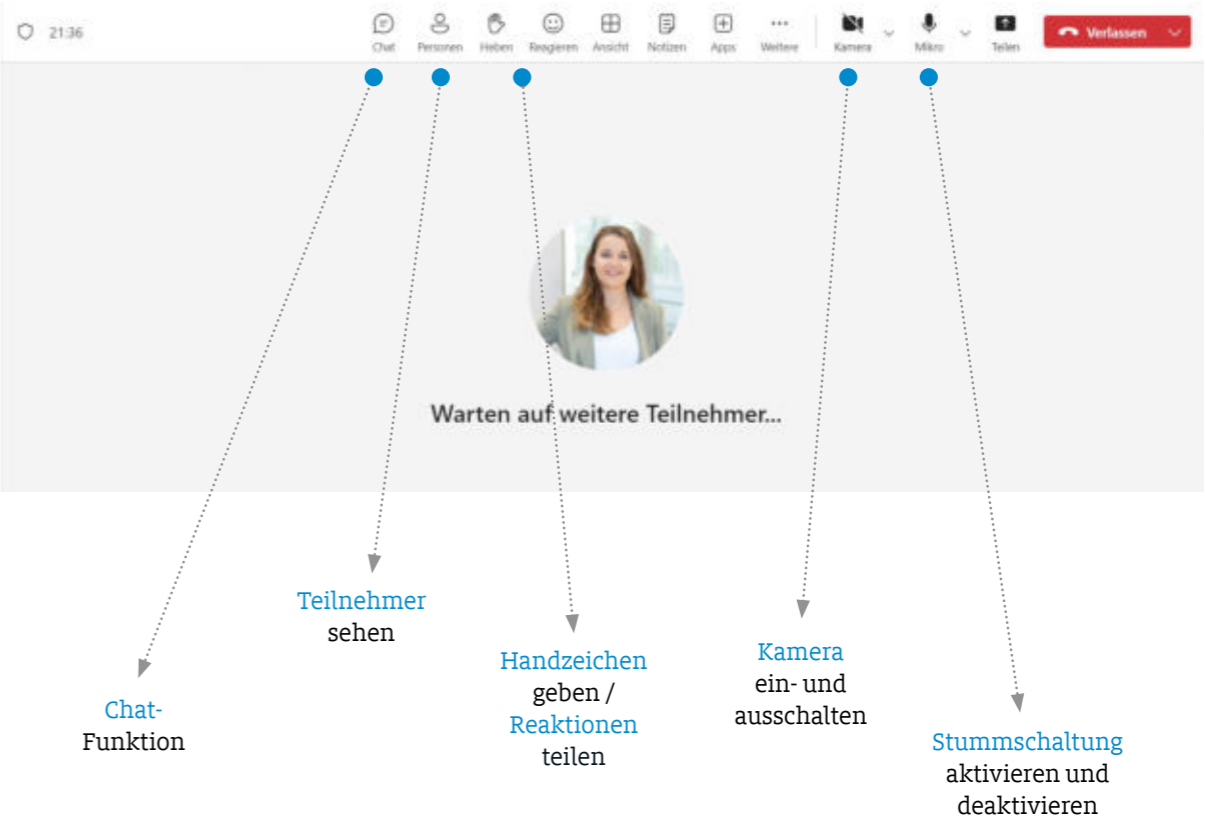 21:36
Chat
Personen
Heben
Reagieren
Ansicht
Notizen
Apps
Weitere
Kamera
Mikro
Teilen
Verlassen
Warten auf weitere Teilnehmer...
Teilnehmer
sehen
Handzeichen
geben /
Reaktionen
teilen
Kamera
ein- und
ausschalten
Chat-
Funktion
Stummschaltung
aktivieren und
deaktivieren